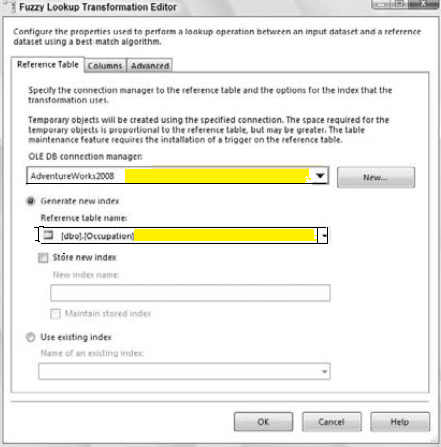 Fuzzy Lookup Transformation Editor
Configure the properties used to perform a lookup operation between an input dataset and a reference
dataset using a best-match algorithm.
Reference Table Columns Advanced
Specify the connection manager to the reference table and the options for the index that the
transformation uses.
Temporary objects will be created using the specified connection. The space required for the
temporary objects is proportional to the reference table, but may be greater. The table
maintenance feature requires the installation of a trigger on the reference table.
OLE DB connection manager:
AdventureWorks2008 New...
Generate new index
Reference table name:
[dbo].[Occupation]
Store new index
New index name:
Maintain stored index
Use existing index
Name of an existing index:
OK Cancel Help